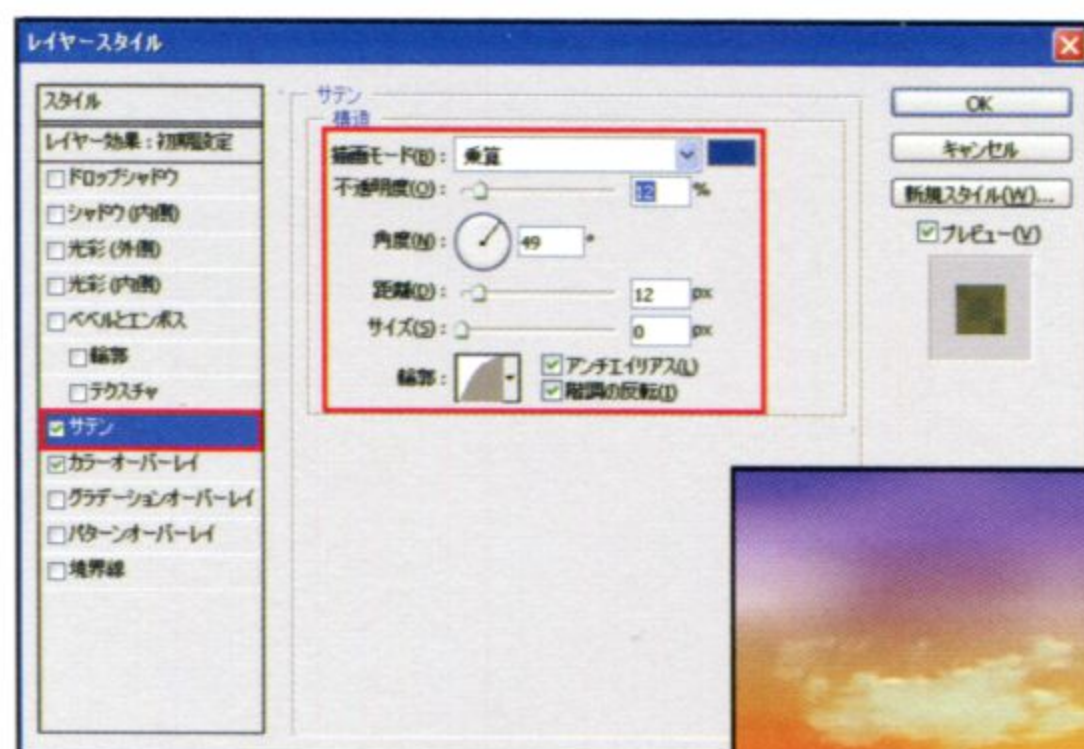 レイヤースタイル
スタイル
レイヤー効果:初期設定
ドロップシャドウ
シャドウ (内側)
光彩 (外側)
光彩 (内側)
ベベルとエンボス
輪郭
テクスチャ
サテン
カラーオーバーレイ
グラデーションオーバーレイ
パターンオーバーレイ
境界線
サテン
構造
描画モード(B): 乗算
不透明度(O): 12 %
角度(N): 49 °
距離(D): 12 px
サイズ(S): 0 px
輪郭:
アンチエイリアス(L)
階調の反転(I)
OK
キャンセル
新規スタイル(W)...
プレビュー(V)